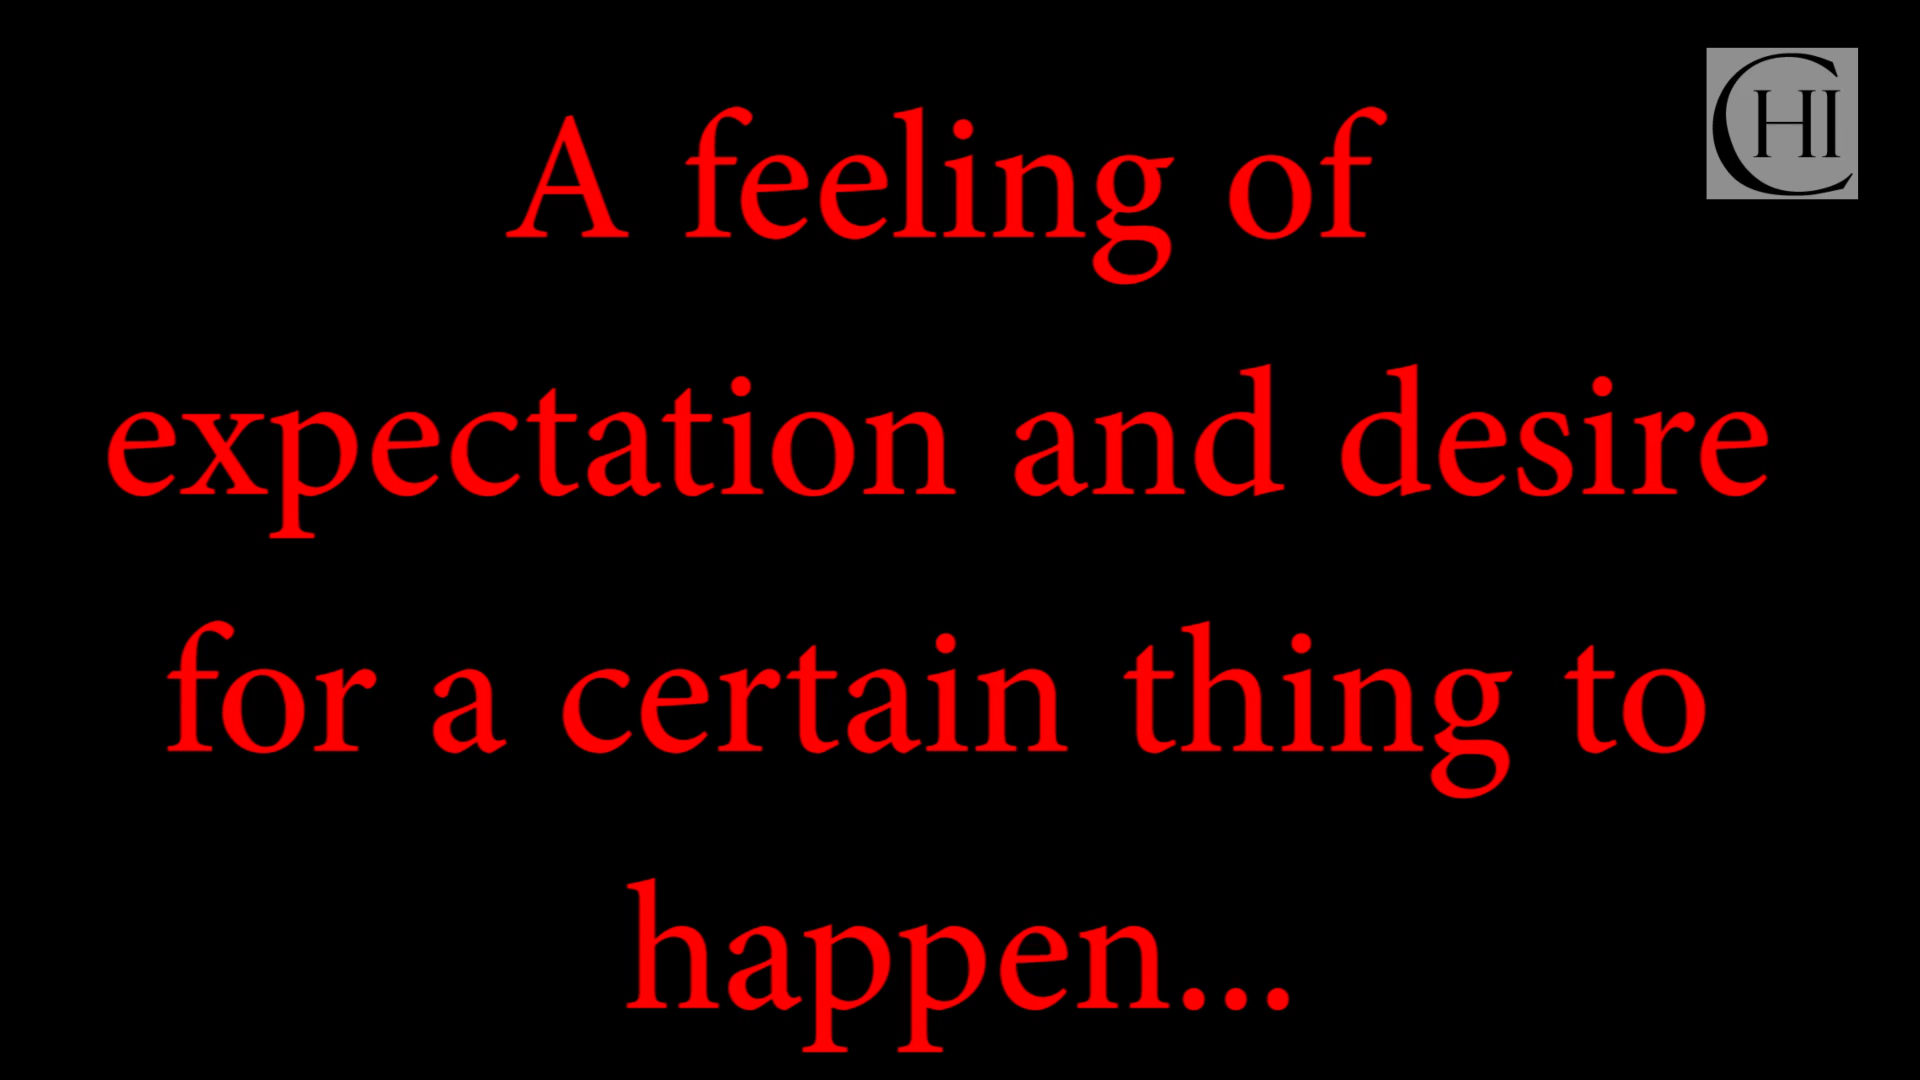 CHI
A feeling of
expectation and desire
for a certain thing to
happen...